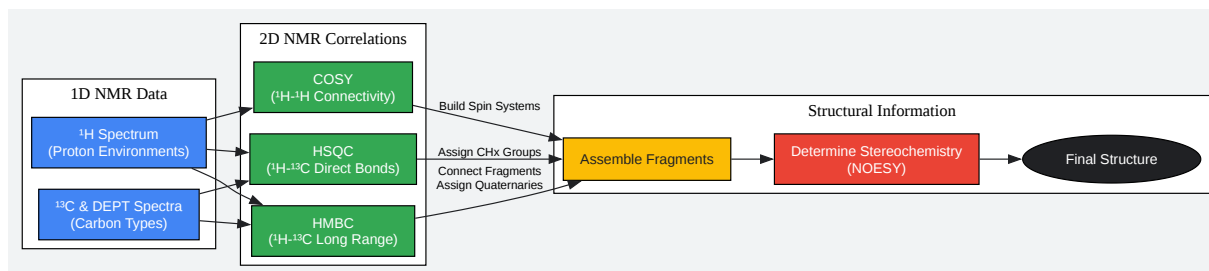 1D NMR Data
¹H Spectrum
(Proton Environments)
¹³C & DEPT Spectra
(Carbon Types)
2D NMR Correlations
COSY
(¹H-¹H Connectivity)
HSQC
(¹H-¹³C Direct Bonds)
HMBC
(¹H-¹³C Long Range)
Build Spin Systems
Assign CHx Groups
Connect Fragments
Assign Quaternaries
Structural Information
Assemble Fragments
Determine Stereochemistry
(NOESY)
Final Structure